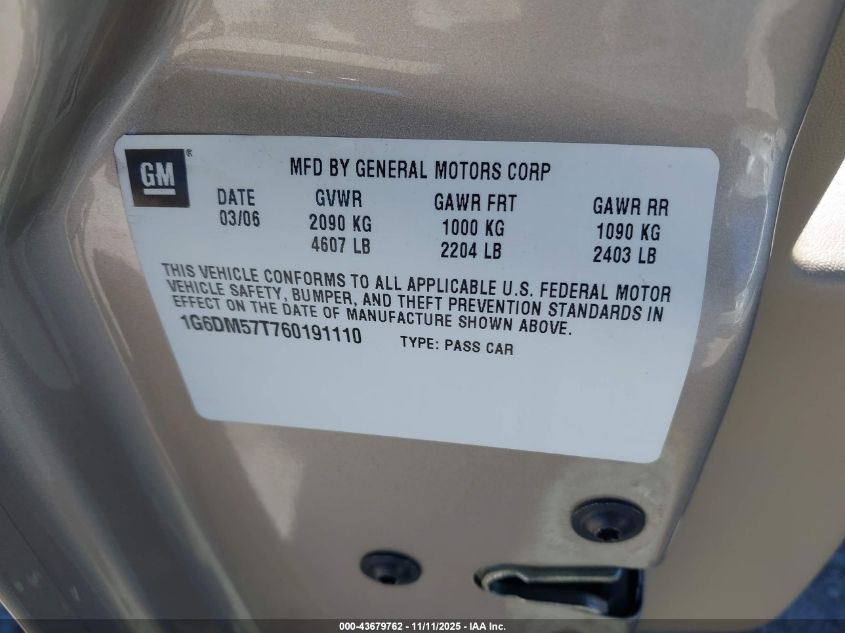 GM®
MFD BY GENERAL MOTORS CORP
DATE GVWR GAWR FRT GAWR RR
03/06 2090 KG 1000 KG 1090 KG
4607 LB 2204 LB 2403 LB
THIS VEHICLE CONFORMS TO ALL APPLICABLE U.S. FEDERAL MOTOR
VEHICLE SAFETY, BUMPER, AND THEFT PREVENTION STANDARDS IN
EFFECT ON THE DATE OF MANUFACTURE SHOWN ABOVE.
1G6DM57T760191110 TYPE: PASS CAR
000-43679762 - 11/11/2025 - IAA Inc.